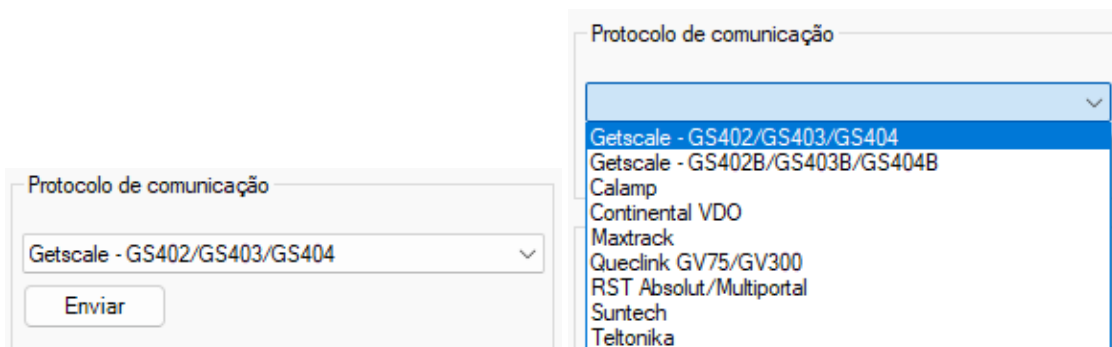 Protocolo de comunicação
Getscale - GS402/GS403/GS404
Enviar
Protocolo de comunicação
Getscale - GS402/GS403/GS404
Getscale - GS402B/GS403B/GS404B
Calamp
Continental VDO
Maxtrack
Queclink GV75/GV300
RST Absolut/Multiportal
Suntech
Teltonika